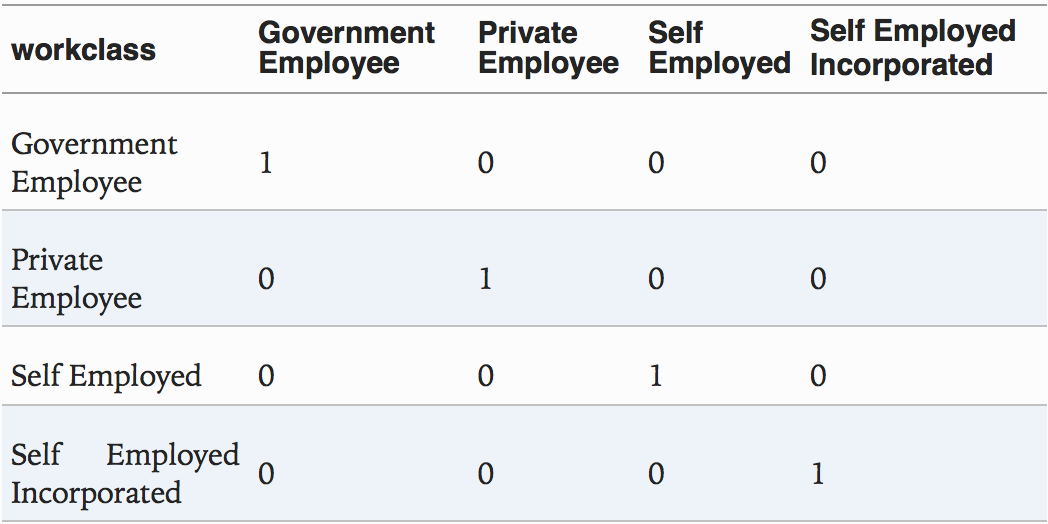 workclass Government Employee Private Employee Self Employed Self Employed Incorporated
Government Employee 1 0 0 0
Private Employee 0 1 0 0
Self Employed 0 0 1 0
Self Employed Incorporated 0 0 0 1